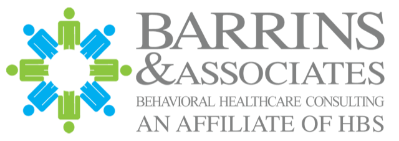 BARRINS
&ASSOCIATES
BEHAVIORAL HEALTHCARE CONSULTING
AN AFFILIATE OF HBS